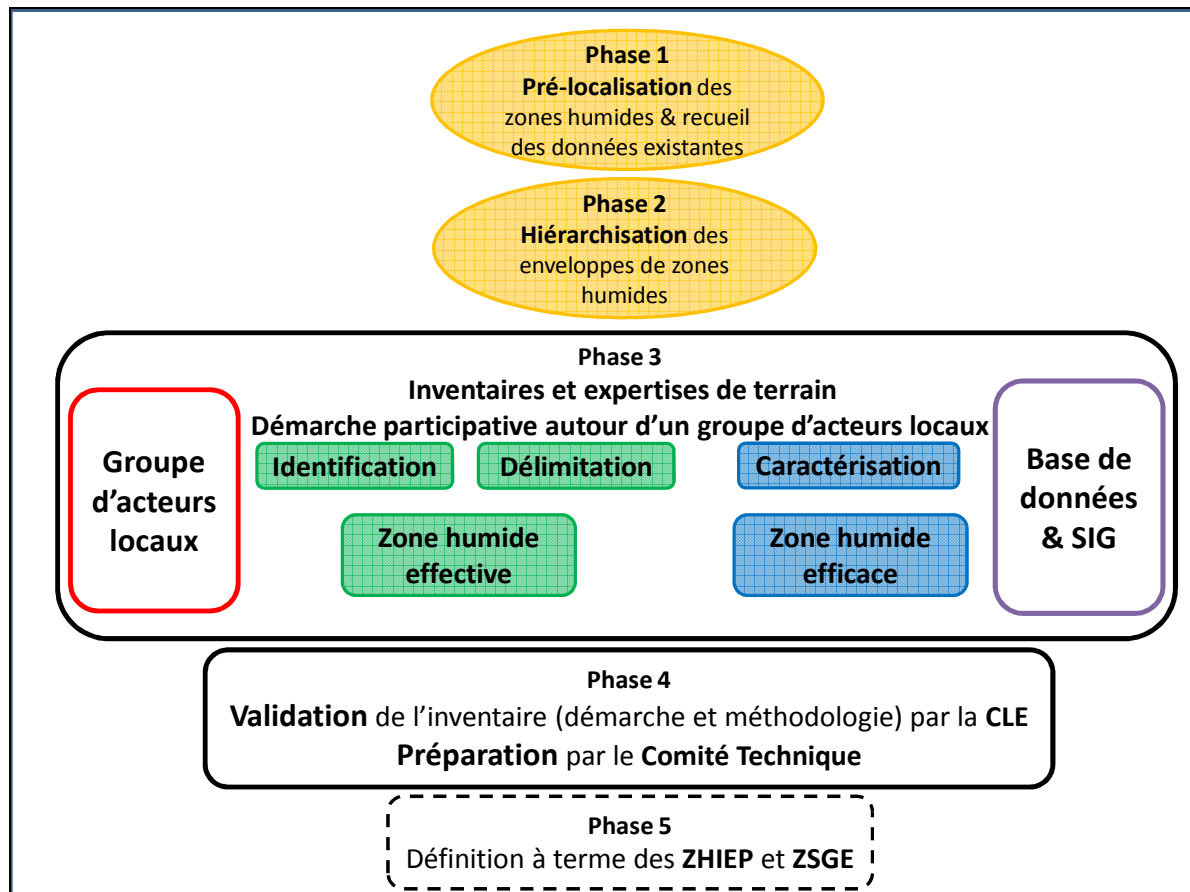 Phase 1
Pré-localisation des
zones humides & recueil
des données existantes
Phase 2
Hiérarchisation des
enveloppes de zones
humides
Phase 3
Inventaires et expertises de terrain
Démarche participative autour d’un groupe d’acteurs locaux
Groupe
d’acteurs
locaux
Identification
Délimitation
Caractérisation
Zone humide
effective
Zone humide
efficace
Base de
données
& SIG
Phase 4
Validation de l’inventaire (démarche et méthodologie) par la CLE
Préparation par le Comité Technique
Phase 5
Définition à terme des ZHIEP et ZSGE